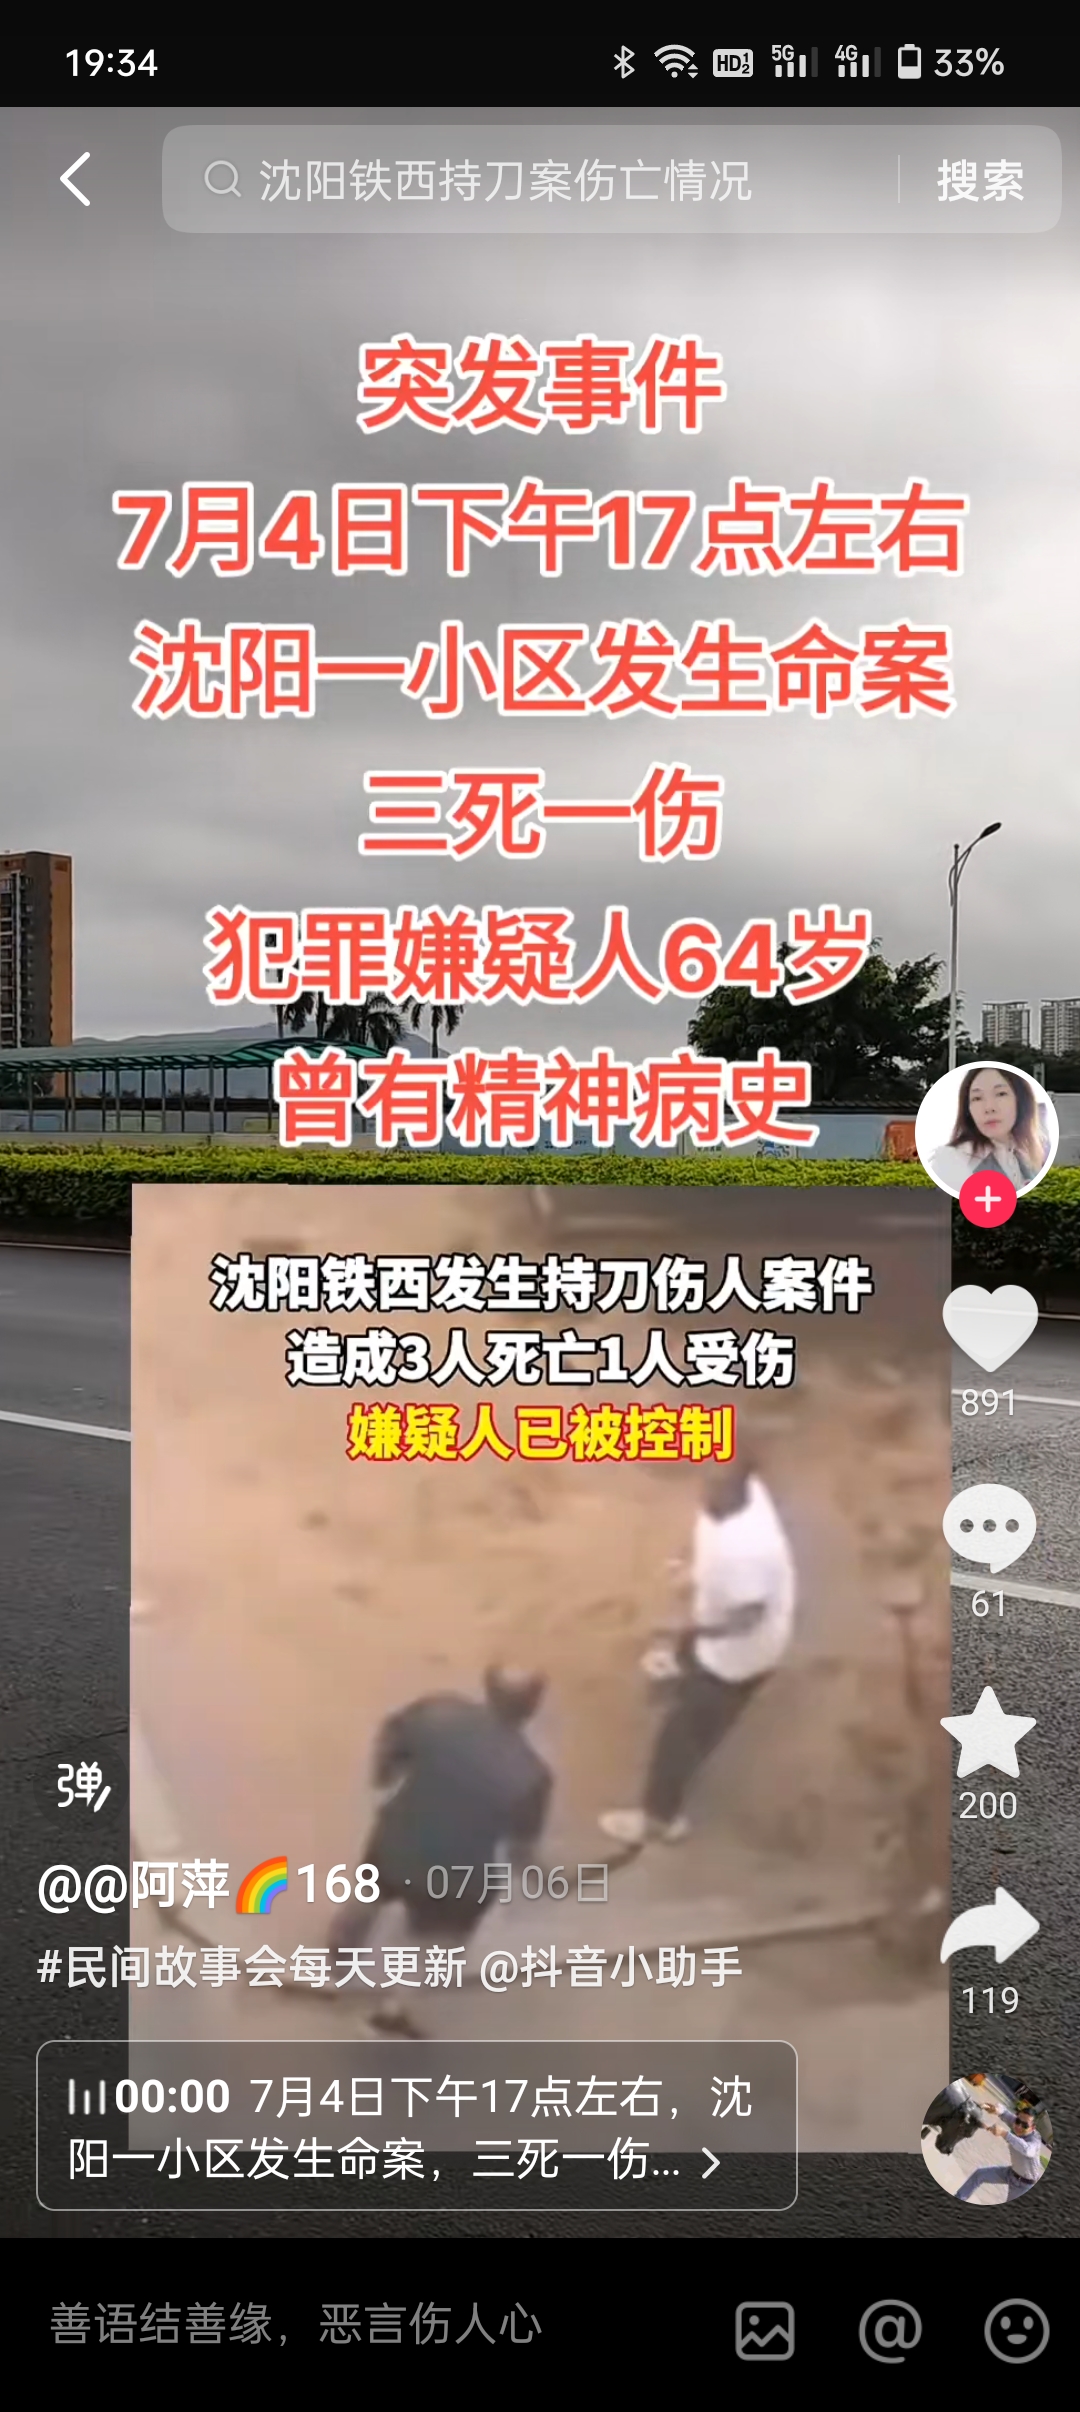 19:34
HD 1 2 5G 4G 33%
沈阳铁西持刀案伤亡情况 搜索
突发事件
7月4日下午17点左右
沈阳一小区发生命案
三死一伤
犯罪嫌疑人64岁
曾有精神病史
沈阳铁西发生持刀伤人案件
造成3人死亡1人受伤
嫌疑人已被控制
891
61
200
弹
@@阿萍🌈168 · 07月06日
#民间故事会每天更新 @抖音小助手
119
00:00 7月4日下午17点左右，沈
阳一小区发生命案，三死一伤...
善语结善缘，恶言伤人心